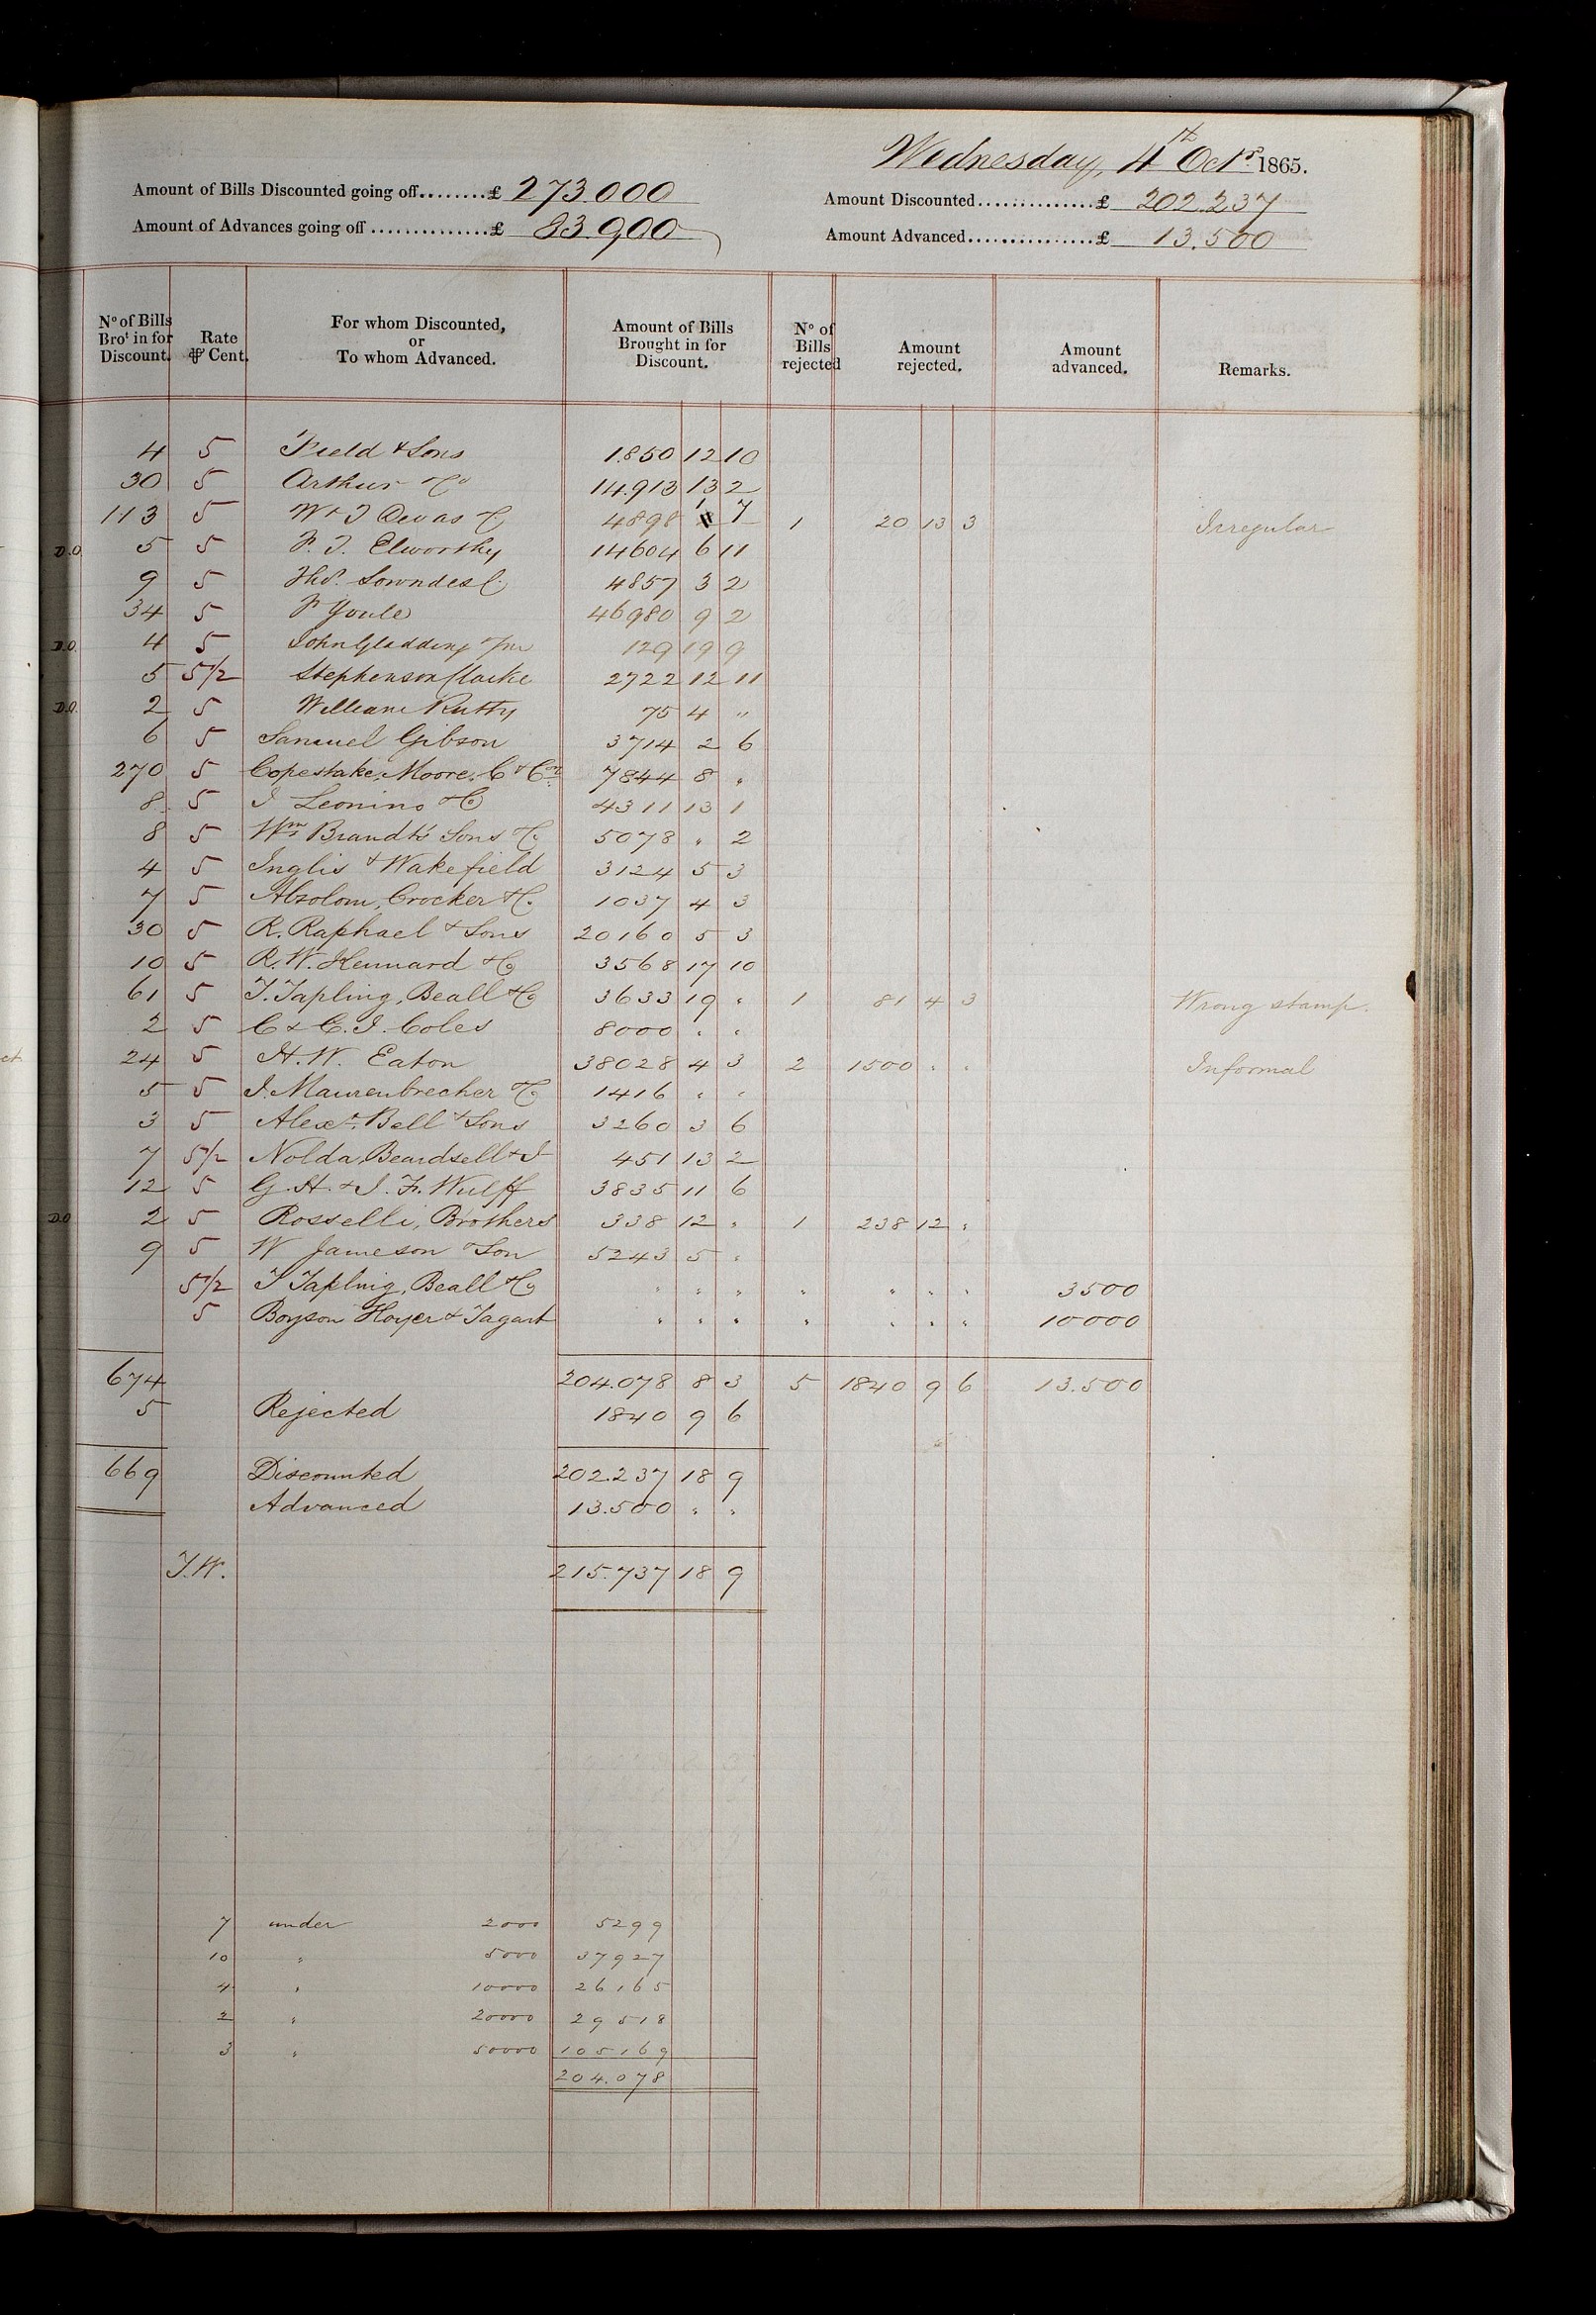 Wednesday, 4th Octr. 1865.
Amount of Bills Discounted going off........£ 273.000
Amount Discounted..............£ 202.237
Amount of Advances going off..............£ 83.900
Amount Advanced...............£ 13.500
No of Bills Brot in for Discount. Rate ⅌ Cent. For whom Discounted, or To whom Advanced. Amount of Bills Brought in for Discount. No of Bills rejected Amount rejected. Amount advanced. Remarks.
4 5 Field & Sons 1.850 12 10
30 5 Arthur & Co 14.913 13 2
113 5 W & T Devas & Co 4898 1 7 1 20 13 3 Irregular
D.O. 5 5 F. T. Elworthy 14604 6 11
9 5 Thos. Lowndes & Co 4857 3 2
34 5 F Youle 46980 9 2
D.O. 4 5 John Gladding Jnr 129 19 9
5 5½ Stephenson Clarke 2722 12 11
D.O. 2 5 William Rutty 75 4 "
6 5 Samuel Gibson 3714 2 6
270 5 Copestake, Moore, C & Co. 7844 8 "
8 5 I Leonino & Co 4311 13 1
8 5 Wm Brandt's Sons & Co 5078 " 2
4 5 Inglis & Wakefield 3124 5 3
7 5 Absolom, Crocker & Co. 1037 4 3
30 5 R. Raphael & Sons 20160 5 3
10 5 R. W. Kennard & Co 3568 17 10
61 5 T. Tapling, Beall & Co 3633 19 " 1 81 4 3 Wrong stamp.
2 5 C & E. I. Coles 8000 " "
24 5 H. W. Eaton 38028 4 3 2 1500 " " Informal
5 5 I. Maurenbrecher & Co 1416 " "
3 5 Alexr. Bell & Sons 3260 3 6
7 5½ Nolda, Beardsell & I 451 13 2
12 5 G. H. & I. F. Wulff 3835 11 6
D.O. 2 5 Rosselli, Brothers 338 12 " 1 238 12 "
9 5 W Jameson & Son 5243 5 "
5½ T Tapling, Beall & Co " " " " " " " 3500
5 Boyson Hoyer & Tagart " " " " " " " 10000
674 204.078 8 3 5 1840 9 6 13.500
5 Rejected 1840 9 6
669 Discounted 202.237 18 9
Advanced 13.500 " "
T.W. 215.737 18 9
7 under 2000 5299
10 " 5000 37927
4 " 10000 26165
2 " 20000 29518
3 " 50000 105169
204.078